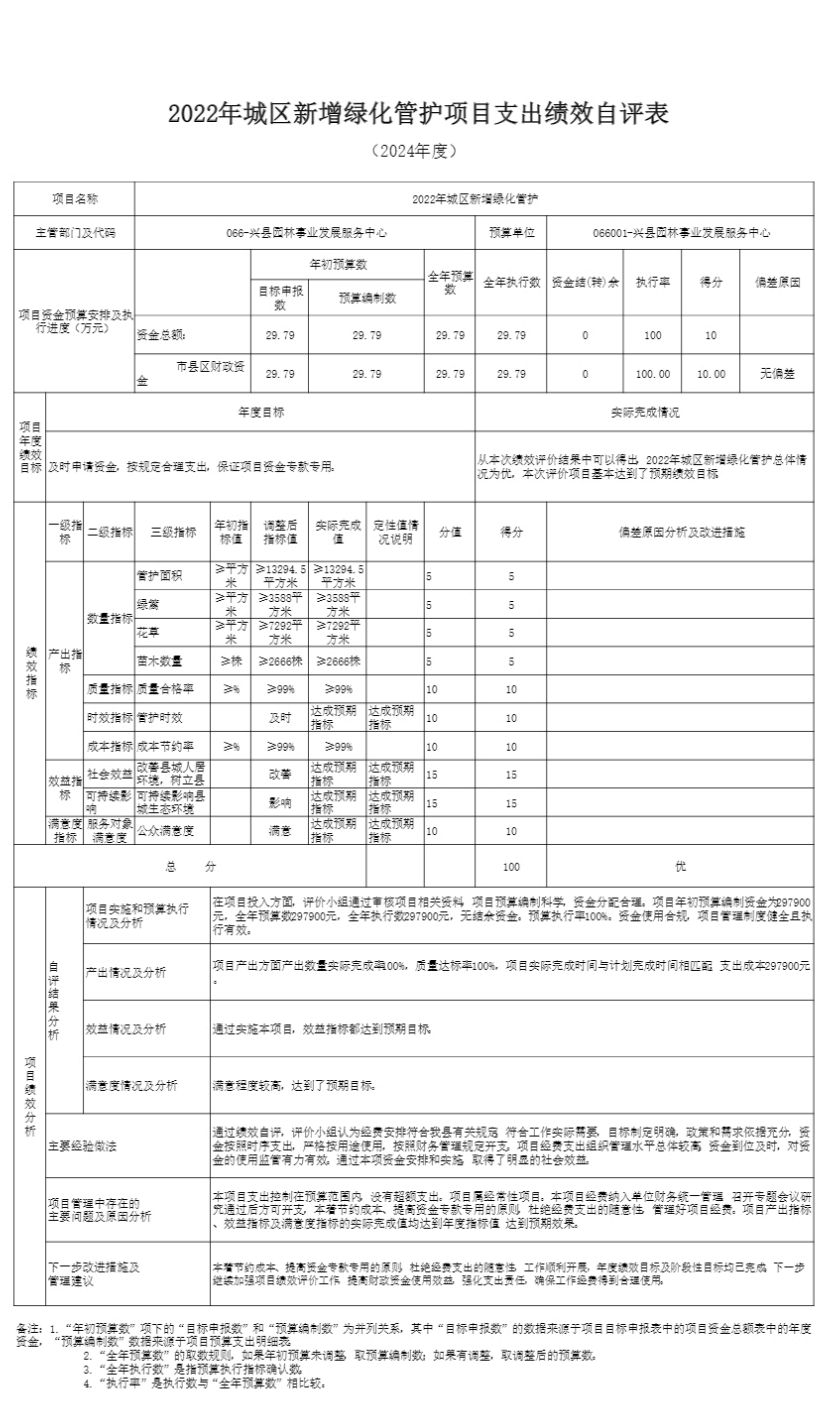 2022年城区新增绿化管护项目支出绩效自评表
（2024年度）
项目名称 2022年城区新增绿化管护
主管部门及代码 066-兴县园林事业发展服务中心 预算单位 066001-兴县园林事业发展服务中心
项目资金预算安排及执
行进度（万元）
年初预算数
目标申报
数
预算编制数
全年预算
数
全年执行数
资金结(转)余
执行率
得分
偏差原因
资金总额: 29.79 29.79 29.79 29.79 0 100 10
市县区财政资
金
29.79 29.79 29.79 29.79 0 100.00 10.00 无偏差
项目
年度
绩效
目标
年度目标 实际完成情况
及时申请资金，按规定合理支出，保证项目资金专款专用。
从本次绩效评价结果中可以得出，2022年城区新增绿化管护总体情
况为优，本次评价项目基本达到了预期绩效目标。
绩
效
指
标
一级指
标
二级指标
三级指标
年初指
标值
调整后
指标值
实际完成
值
定性值情
况说明
分值
得分
偏差原因分析及改进措施
产出指
标
数量指标
管护面积 ≥平方
米
≥13294.5
平方米
≥13294.5
平方米
5 5
绿篱 ≥平方
米
≥3588平
方米
≥3588平
方米
5 5
花草 ≥平方
米
≥7292平
方米
≥7292平
方米
5 5
苗木数量 ≥株 ≥2666株 ≥2666株 5 5
质量指标 质量合格率 ≥% ≥99% ≥99% 10 10
时效指标 管护时效 及时 达成预期
指标
达成预期
指标
10 10
成本指标 成本节约率 ≥% ≥99% ≥99% 10 10
效益指
标
社会效益 改善县城人居
环境，树立县
改善 达成预期
指标
达成预期
指标
15 15
可持续影
响
可持续影响县
城生态环境
影响 达成预期
指标
达成预期
指标
15 15
满意度
指标
服务对象
满意度
公众满意度 满意 达成预期
指标
达成预期
指标
10 10
总 分 100 优
项
目
绩
效
分
析
自
评
结
果
分
析
项目实施和预算执行
情况及分析
在项目投入方面，评价小组通过审核项目相关资料，项目预算编制科学，资金分配合理。项目年初预算编制资金为297900
元，全年预算数297900元，全年执行数297900元，无结余资金。预算执行率100%。资金使用合规，项目管理制度健全且执
行有效。
产出情况及分析
项目产出方面产出数量实际完成率100%，质量达标率100%，项目实际完成时间与计划完成时间相匹配，支出成本297900元
。
效益情况及分析 通过实施本项目，效益指标都达到预期目标。
满意度情况及分析 满意程度较高，达到了预期目标。
主要经验做法
通过绩效自评，评价小组认为经费安排符合我县有关规定，符合工作实际需要，目标制定明确，政策和需求依据充分，资
金按照时序支出，严格按用途使用，按照财务管理规定开支，项目经费支出组织管理水平总体较高，资金到位及时，对资
金的使用监管有力有效，通过本项资金安排和实施，取得了明显的社会效益。
项目管理中存在的
主要问题及原因分析
本项目支出控制在预算范围内，没有超额支出。项目属经常性项目。本项目经费纳入单位财务统一管理，召开专题会议研
究通过后方可开支，本着节约成本、提高资金专款专用的原则，杜绝经费支出的随意性，管理好项目经费。项目产出指标
、效益指标及满意度指标的实际完成值均达到年度指标值，达到预期效果。
下一步改进措施及
管理建议
本着节约成本、提高资金专款专用的原则，杜绝经费支出的随意性，工作顺利开展，年度绩效目标及阶段性目标均已完成，下一步
继续加强项目绩效评价工作，提高财政资金使用效益，强化支出责任，确保工作经费得到合理使用。
备注：1.“年初预算数”项下的“目标申报数”和“预算编制数”为并列关系，其中“目标申报数”的数据来源于项目目标申报表中的项目资金总额表中的年度
资金，“预算编制数”数据来源于项目预算支出明细表。
2.“全年预算数”的取数规则，如果年初预算未调整，取预算编制数；如果有调整，取调整后的预算数。
3.“全年执行数”是指预算执行指标确认数。
4.“执行率”是执行数与“全年预算数”相比较。